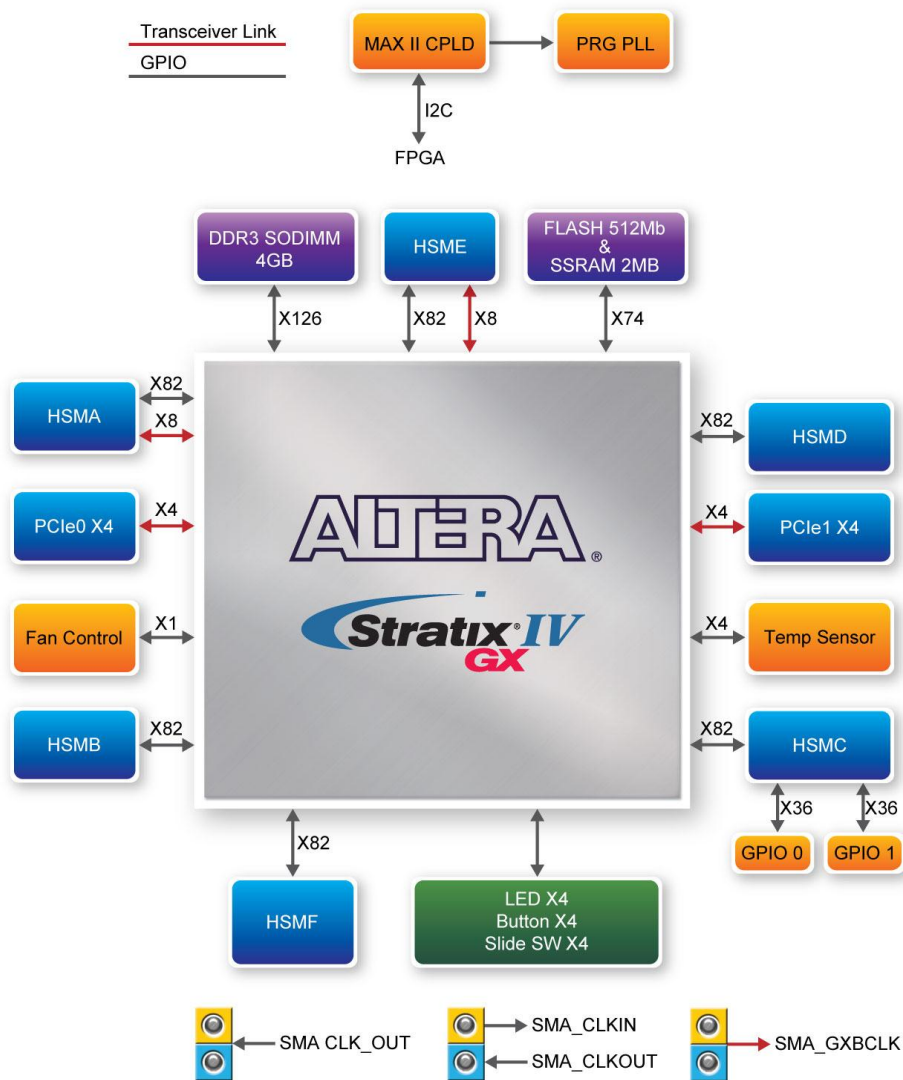 Transceiver Link
GPIO
MAX II CPLD
PRG PLL
I2C
FPGA
DDR3 SODIMM
4GB
HSME
FLASH 512Mb
&
SSRAM 2MB
X126
X82
X8
X74
X82
HSMA
X8
X82
HSMD
PCIe0 X4
X4
X4
PCIe1 X4
ALTERA®
Stratix® IV
GX
Fan Control
X1
X4
Temp Sensor
HSMB
X82
X82
HSMC
X36
X36
GPIO 0
GPIO 1
X82
HSMF
LED X4
Button X4
Slide SW X4
SMA CLK_OUT
SMA_CLKIN
SMA_CLKOUT
SMA_GXBCLK